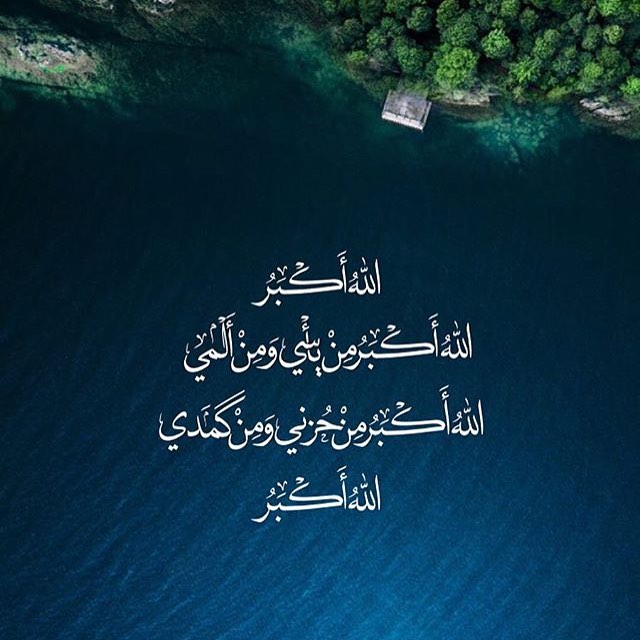 اللهُ أَكْبَرُ
اللهُ أَكْبَرُ مِنْ يَأْسِي وَمِنْ أَلَمِي
اللهُ أَكْبَرُ مِنْ حُزْنِي وَمِنْ كَمَدِي
اللهُ أَكْبَرُ